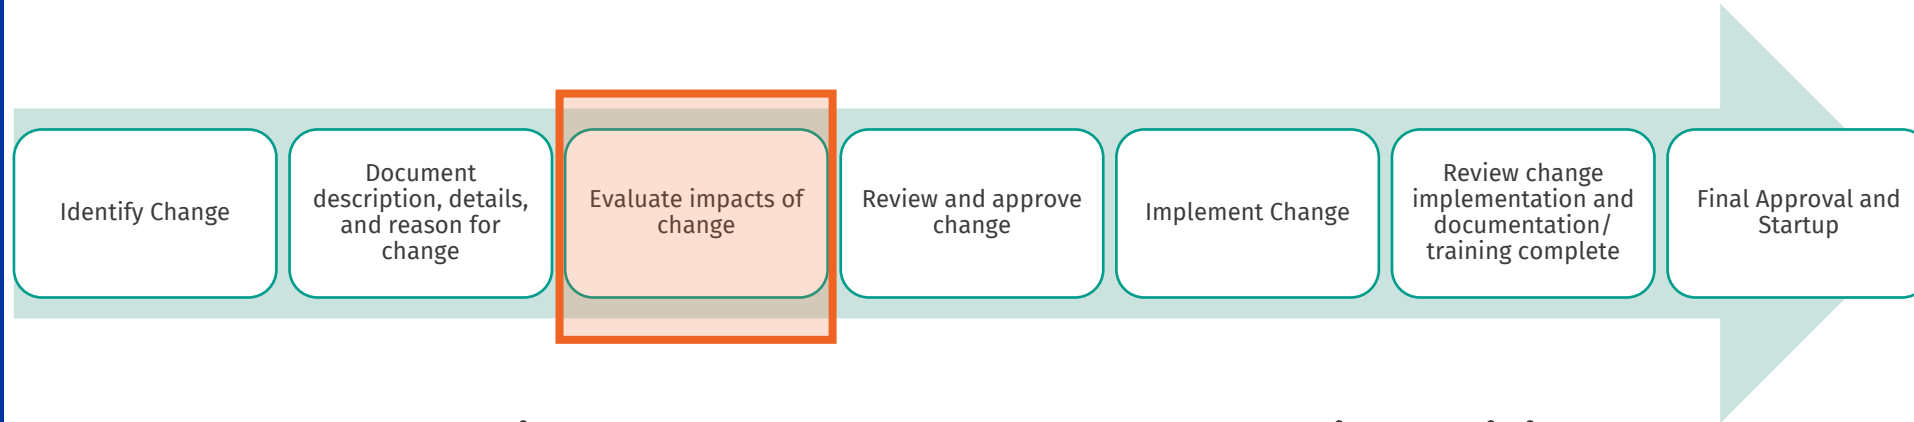 Identify Change
Document
description, details,
and reason for
change
Evaluate impacts of
change
Review and approve
change
Implement Change
Review change
implementation and
documentation/
training complete
Final Approval and
Startup